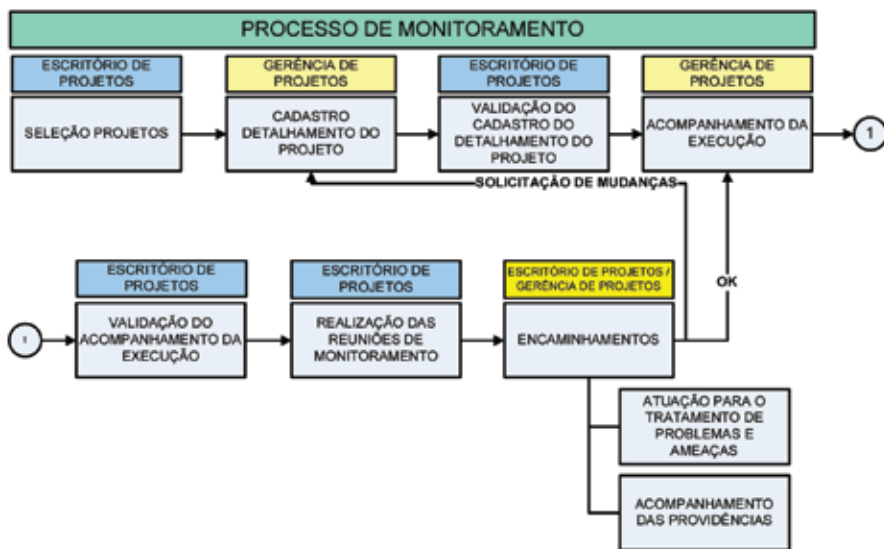 PROCESSO DE MONITORAMENTO
ESCRITÓRIO DE
PROJETOS
GERÊNCIA DE
PROJETOS
ESCRITÓRIO DE
PROJETOS
GERÊNCIA DE
PROJETOS
SELEÇÃO PROJETOS
CADASTRO
DETALHAMENTO DO
PROJETO
VALIDAÇÃO DO
CADASTRO DO
DETALHAMENTO DO
PROJETO
ACOMPANHAMENTO DA
EXECUÇÃO
1
SOLICITAÇÃO DE MUDANÇAS
ESCRITÓRIO DE
PROJETOS
ESCRITÓRIO DE
PROJETOS
ESCRITÓRIO DE PROJETOS /
GERÊNCIA DE PROJETOS
OK
1
VALIDAÇÃO DO
ACOMPANHAMENTO DA
EXECUÇÃO
REALIZAÇÃO DAS
REUNIÕES DE
MONITORAMENTO
ENCAMINHAMENTOS
ATUAÇÃO PARA O
TRATAMENTO DE
PROBLEMAS E
AMEAÇAS
ACOMPANHAMENTO
DAS PROVIDÊNCIAS